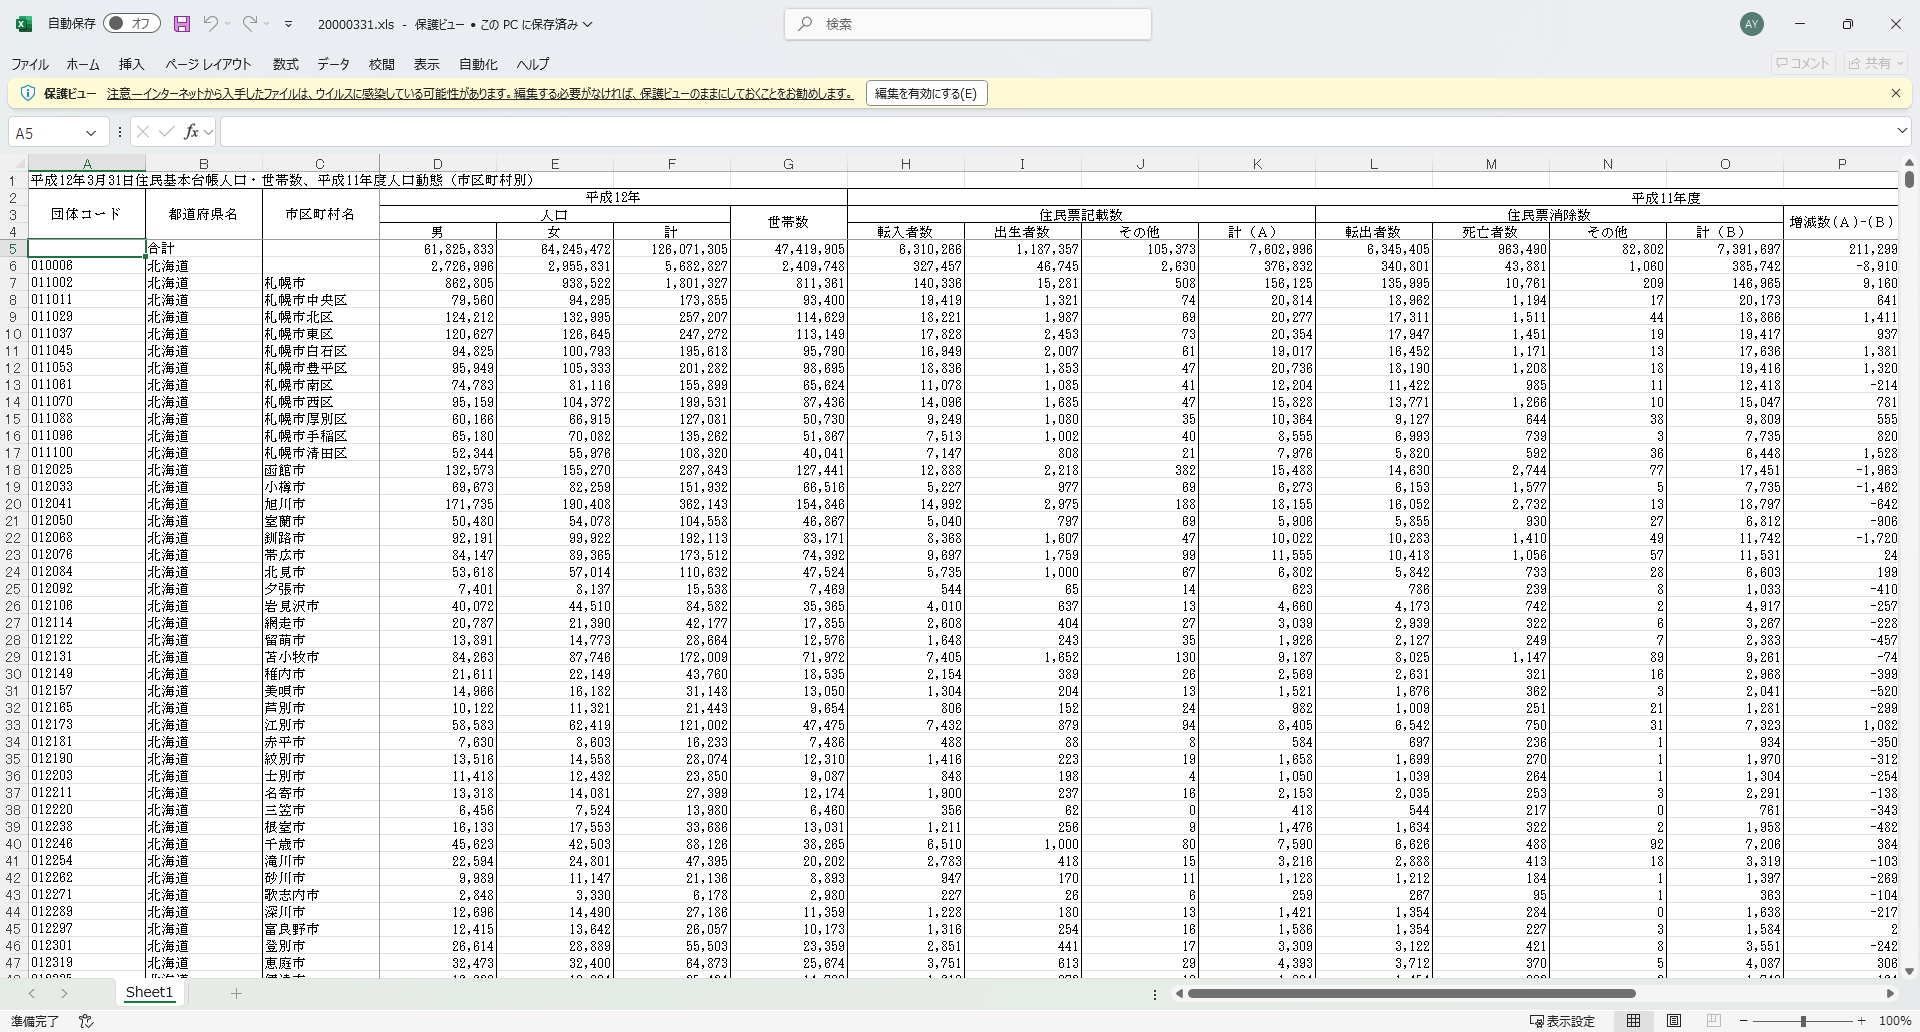 自動保存 オフ 20000331.xls - 保護ビュー • この PC に保存済み 検索 AY
ファイル ホーム 挿入 ページ レイアウト 数式 データ 校閲 表示 自動化 ヘルプ コメント 共有
保護ビュー 注意—インターネットから入手したファイルは、ウイルスに感染している可能性があります。編集する必要がなければ、保護ビューのままにしておくことをお勧めします。 編集を有効にする(E)
A5 fx
A B C D E F G H I J K L M N O P
1 平成12年3月31日住民基本台帳人口・世帯数、平成11年度人口動態（市区町村別）
2 団体コード 都道府県名 市区町村名 平成12年 平成11年度
3 人口 世帯数 住民票記載数 住民票消除数 増減数(A)-(B)
4 男 女 計 転入者数 出生者数 その他 計（A） 転出者数 死亡者数 その他 計（B）
5 合計 61,825,833 64,245,472 126,071,305 47,419,905 6,310,266 1,187,357 105,373 7,602,996 6,345,405 963,490 82,802 7,391,697 211,299
6 010006 北海道 2,726,996 2,955,831 5,682,827 2,409,748 327,457 46,745 2,630 376,832 340,801 43,881 1,060 385,742 -8,910
7 011002 北海道 札幌市 862,805 938,522 1,801,327 811,361 140,336 15,281 508 156,125 135,995 10,761 209 146,965 9,160
8 011011 北海道 札幌市中央区 79,560 94,295 173,855 93,400 19,419 1,321 74 20,814 18,962 1,194 17 20,173 641
9 011029 北海道 札幌市北区 124,212 132,995 257,207 114,629 18,221 1,987 69 20,277 17,311 1,511 44 18,866 1,411
10 011037 北海道 札幌市東区 120,627 126,645 247,272 113,149 17,828 2,453 73 20,354 17,947 1,451 19 19,417 937
11 011045 北海道 札幌市白石区 94,825 100,793 195,618 95,790 16,949 2,007 61 19,017 16,452 1,171 13 17,636 1,381
12 011053 北海道 札幌市豊平区 95,949 105,333 201,282 98,695 18,836 1,853 47 20,736 18,190 1,208 18 19,416 1,320
13 011061 北海道 札幌市南区 74,783 81,116 155,899 65,624 11,078 1,085 41 12,204 11,422 985 11 12,418 -214
14 011070 北海道 札幌市西区 95,159 104,372 199,531 87,436 14,096 1,685 47 15,828 13,771 1,266 10 15,047 781
15 011088 北海道 札幌市厚別区 60,166 66,915 127,081 50,730 9,249 1,080 35 10,364 9,127 644 38 9,809 555
16 011096 北海道 札幌市手稲区 65,180 70,082 135,262 51,867 7,513 1,002 40 8,555 6,993 739 3 7,735 820
17 011100 北海道 札幌市清田区 52,344 55,976 108,320 40,041 7,147 808 21 7,976 5,820 592 36 6,448 1,528
18 012025 北海道 函館市 132,573 155,270 287,843 127,441 12,888 2,218 382 15,488 14,630 2,744 77 17,451 -1,963
19 012033 北海道 小樽市 69,673 82,259 151,932 66,516 5,227 977 69 6,273 6,153 1,577 5 7,735 -1,462
20 012041 北海道 旭川市 171,735 190,408 362,143 154,846 14,992 2,975 188 18,155 16,052 2,732 13 18,797 -642
21 012050 北海道 室蘭市 50,480 54,078 104,558 46,867 5,040 797 69 5,906 5,855 930 27 6,812 -906
22 012068 北海道 釧路市 92,191 99,922 192,113 83,171 8,368 1,607 47 10,022 10,283 1,410 49 11,742 -1,720
23 012076 北海道 帯広市 84,147 89,365 173,512 74,392 9,697 1,759 99 11,555 10,418 1,056 57 11,531 24
24 012084 北海道 北見市 53,618 57,014 110,632 47,524 5,735 1,000 67 6,802 5,842 733 28 6,603 199
25 012092 北海道 夕張市 7,401 8,137 15,538 7,469 544 65 14 623 786 239 8 1,033 -410
26 012106 北海道 岩見沢市 40,072 44,510 84,582 35,365 4,010 637 13 4,660 4,173 742 2 4,917 -257
27 012114 北海道 網走市 20,787 21,390 42,177 17,855 2,608 404 27 3,039 2,939 322 6 3,267 -228
28 012122 北海道 留萌市 13,891 14,773 28,664 12,576 1,648 243 35 1,926 2,127 249 7 2,383 -457
29 012131 北海道 苫小牧市 84,263 87,746 172,009 71,972 7,405 1,652 130 9,187 8,025 1,147 89 9,261 -74
30 012149 北海道 稚内市 21,611 22,149 43,760 18,535 2,154 389 26 2,569 2,631 321 16 2,968 -399
31 012157 北海道 美唄市 14,966 16,182 31,148 13,050 1,304 204 13 1,521 1,676 362 3 2,041 -520
32 012165 北海道 芦別市 10,122 11,321 21,443 9,654 806 152 24 982 1,009 251 21 1,281 -299
33 012173 北海道 江別市 58,583 62,419 121,002 47,475 7,432 879 94 8,405 6,542 750 31 7,323 1,082
34 012181 北海道 赤平市 7,630 8,603 16,233 7,486 488 88 8 584 697 236 1 934 -350
35 012190 北海道 紋別市 13,516 14,558 28,074 12,310 1,416 223 19 1,658 1,699 270 1 1,970 -312
36 012203 北海道 士別市 11,418 12,432 23,850 9,087 848 198 4 1,050 1,039 264 1 1,304 -254
37 012211 北海道 名寄市 13,318 14,081 27,399 12,174 1,900 237 16 2,153 2,035 253 3 2,291 -138
38 012220 北海道 三笠市 6,456 7,524 13,980 6,460 356 62 0 418 544 217 0 761 -343
39 012238 北海道 根室市 16,133 17,553 33,686 13,031 1,211 256 9 1,476 1,634 322 2 1,958 -482
40 012246 北海道 千歳市 45,623 42,503 88,126 38,265 6,510 1,000 80 7,590 6,626 488 92 7,206 384
41 012254 北海道 滝川市 22,594 24,801 47,395 20,202 2,783 418 15 3,216 2,888 413 18 3,319 -103
42 012262 北海道 砂川市 9,989 11,147 21,136 8,893 947 170 11 1,128 1,212 184 1 1,397 -269
43 012271 北海道 歌志内市 2,848 3,330 6,178 2,980 227 26 6 259 267 95 1 363 -104
44 012289 北海道 深川市 12,696 14,490 27,186 11,359 1,228 180 13 1,421 1,354 284 0 1,638 -217
45 012297 北海道 富良野市 12,415 13,642 26,057 10,173 1,316 254 16 1,586 1,354 227 3 1,584 2
46 012301 北海道 登別市 26,614 28,889 55,503 23,359 2,851 441 17 3,309 3,122 421 8 3,551 -242
47 012319 北海道 恵庭市 32,473 32,400 64,873 25,674 3,751 613 29 4,393 3,712 370 5 4,087 306
Sheet1
準備完了 表示設定 100%